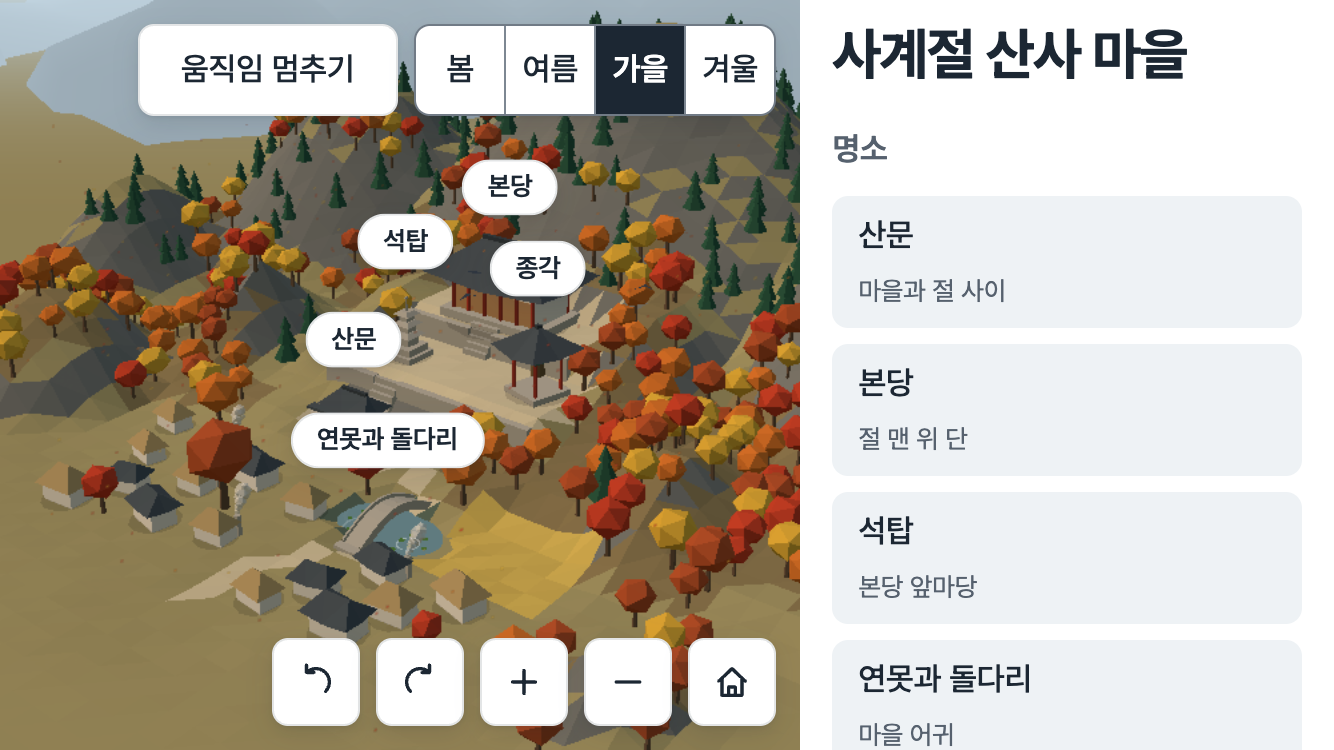 움직임 멈추기
봄
여름
가을
겨울
본당
석탑
종각
산문
연못과 돌다리
사계절 산사 마을
명소
산문
마을과 절 사이
본당
절 맨 위 단
석탑
본당 앞마당
연못과 돌다리
마을 어귀